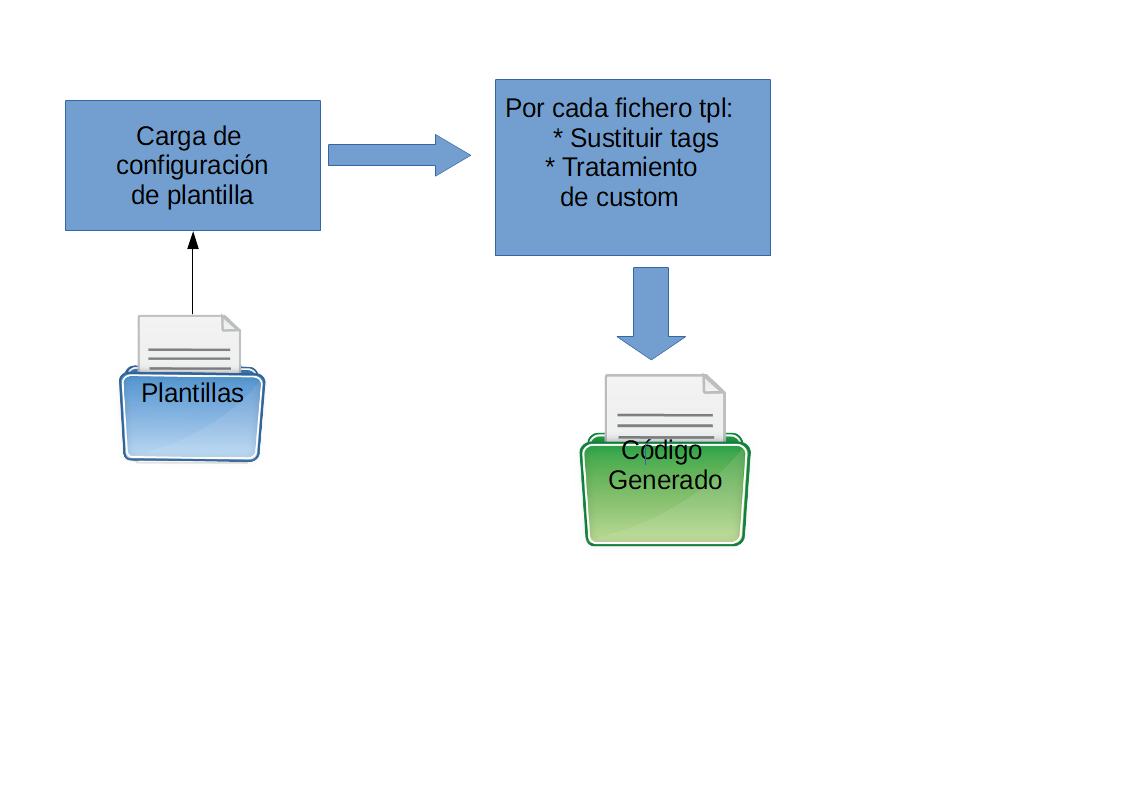 Carga de
configuración
de plantilla
Por cada fichero tpl:
* Sustituir tags
* Tratamiento
de custom
Plantillas
Código
Generado